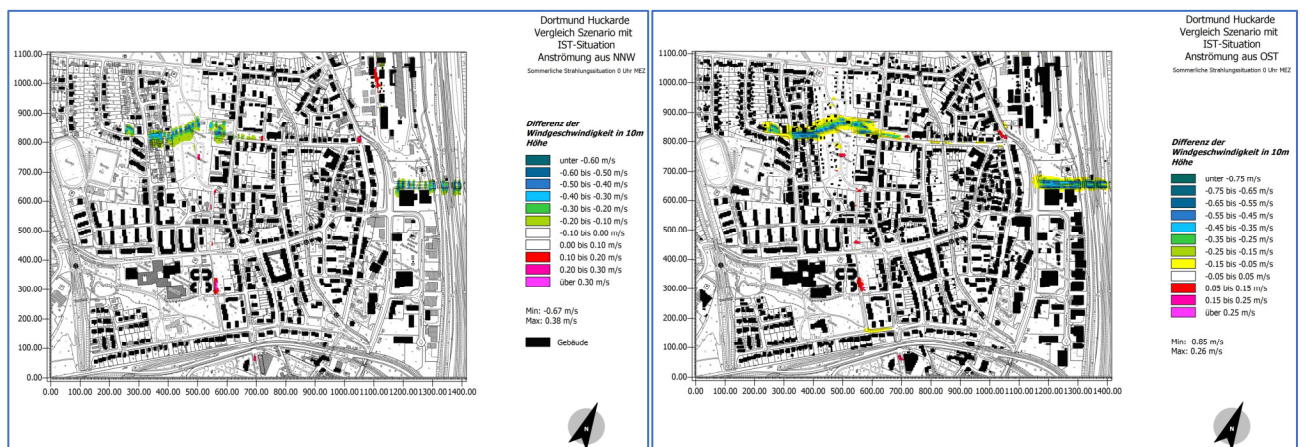 Dortmund Huckarde
Vergleich Szenario mit
IST-Situation
Anströmung aus NNW
Sommerliche Strahlungssituation 0 Uhr MEZ
Differenz der
Windgeschwindigkeit in 10m
Höhe
unter -0.60 m/s
-0.60 bis -0.50 m/s
-0.50 bis -0.40 m/s
-0.40 bis -0.30 m/s
-0.30 bis -0.20 m/s
-0.20 bis -0.10 m/s
-0.10 bis 0.00 m/s
0.00 bis 0.10 m/s
0.10 bis 0.20 m/s
0.20 bis 0.30 m/s
über 0.30 m/s
Min: -0.67 m/s
Max: 0.38 m/s
Gebäude
N
1100.00
1000.00
900.00
800.00
700.00
600.00
500.00
400.00
300.00
200.00
100.00
0.00
0.00 100.00 200.00 300.00 400.00 500.00 600.00 700.00 800.00 900.00 1000.00 1100.00 1200.00 1300.00 1400.00
Dortmund Huckarde
Vergleich Szenario mit
IST-Situation
Anströmung aus OST
Sommerliche Strahlungssituation 0 Uhr MEZ
Differenz der
Windgeschwindigkeit in 10m
Höhe
unter -0.75 m/s
-0.75 bis -0.65 m/s
-0.65 bis -0.55 m/s
-0.55 bis -0.45 m/s
-0.45 bis -0.35 m/s
-0.35 bis -0.25 m/s
-0.25 bis -0.15 m/s
-0.15 bis -0.05 m/s
-0.05 bis 0.05 m/s
0.05 bis 0.15 m/s
0.15 bis 0.25 m/s
über 0.25 m/s
Min: 0.85 m/s
Max: 0.26 m/s
N
1100.00
1000.00
900.00
800.00
700.00
600.00
500.00
400.00
300.00
200.00
100.00
0.00
0.00 100.00 200.00 300.00 400.00 500.00 600.00 700.00 800.00 900.00 1000.00 1100.00 1200.00 1300.00 1400.00